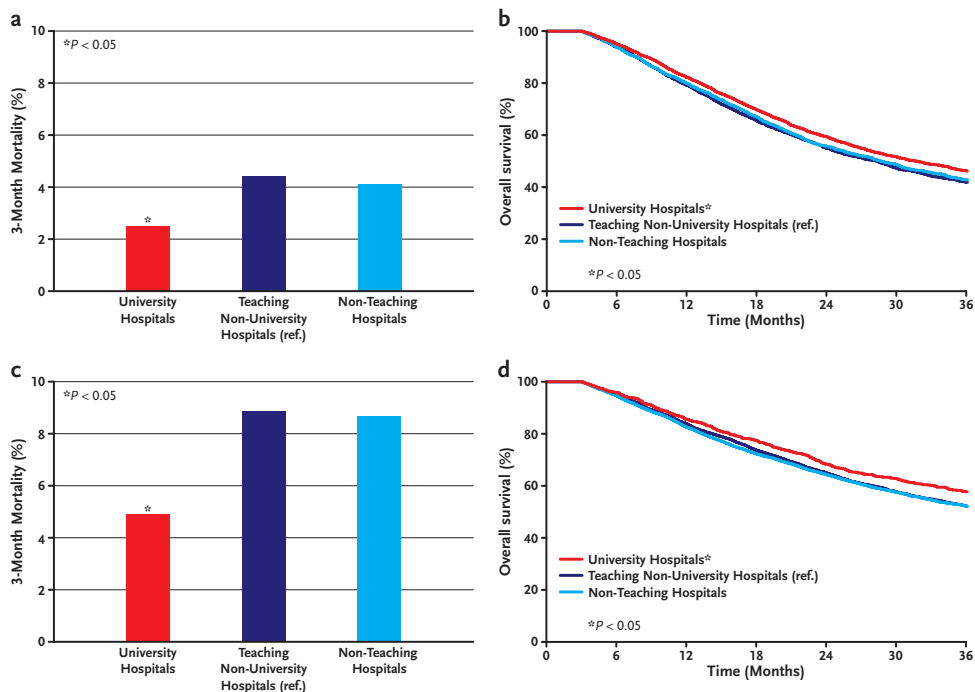 a
*P < 0.05
3-Month Mortality (%)
10
8
6
4
2
0
University
Hospitals
Teaching
Non-University
Hospitals (ref.)
Non-Teaching
Hospitals
*
b
Overall survival (%)
100
80
60
40
20
0
University Hospitals*
Teaching Non-University Hospitals (ref.)
Non-Teaching Hospitals
*P < 0.05
0 6 12 18 24 30 36
Time (Months)
c
*P < 0.05
3-Month Mortality (%)
10
8
6
4
2
0
*
University
Hospitals
Teaching
Non-University
Hospitals (ref.)
Non-Teaching
Hospitals
d
Overall survival (%)
100
80
60
40
20
0
University Hospitals*
Teaching Non-University Hospitals (ref.)
Non-Teaching Hospitals
*P < 0.05
0 6 12 18 24 30 36
Time (Months)